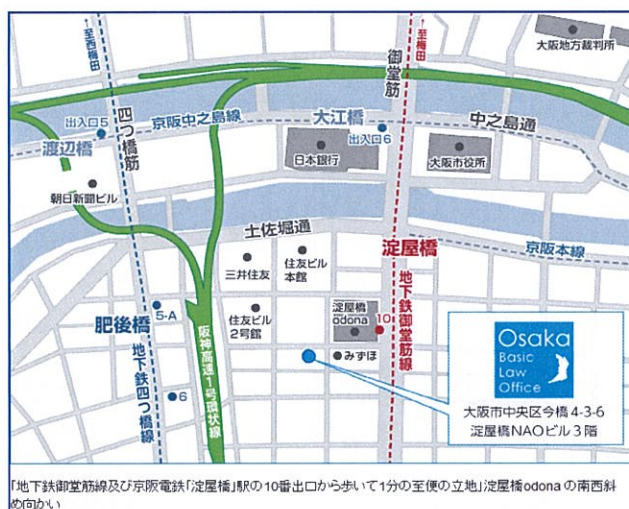 ↑至西梅田
↑至梅田
御堂筋
大阪地方裁判所
出入口5
四つ橋筋
京阪中之島線
大江橋
中之島通
渡辺橋
出入口6
日本銀行
大阪市役所
朝日新聞ビル
土佐堀通
淀屋橋
京阪本線
三井住友
住友ビル
本館
地下鉄御堂筋線
5-A
肥後橋
阪神高速1号環状線
住友ビル
2号館
淀屋橋
odona
10
みずほ
地下鉄四つ橋線
6
Osaka
Basic
Law
Office
大阪市中央区今橋4-3-6
淀屋橋NAOビル3階
「地下鉄御堂筋線及び京阪電鉄「淀屋橋」駅の10番出口から歩いて1分の至便の立地」淀屋橋odonaの南西斜
め向かい